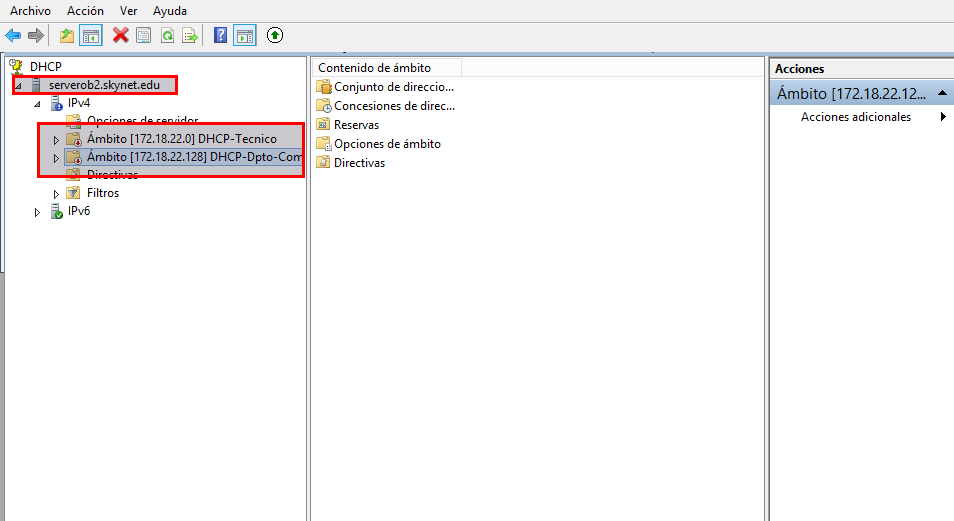 Archivo Acción Ver Ayuda
DHCP
serverob2.skynet.edu
IPv4
Opciones de servidor
Ámbito [172.18.22.0] DHCP-Tecnico
Ámbito [172.18.22.128] DHCP-Dpto-Com
Directivas
Filtros
IPv6
Contenido de ámbito
Conjunto de direccio...
Concesiones de direc...
Reservas
Opciones de ámbito
Directivas
Acciones
Ámbito [172.18.22.12...
Acciones adicionales